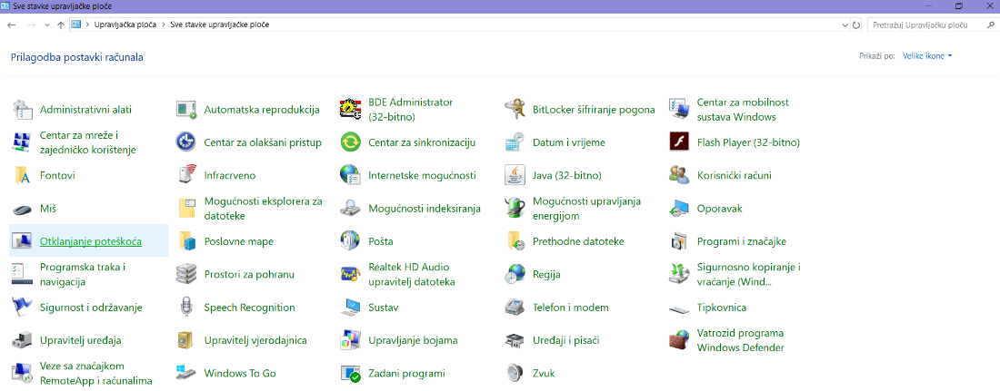 Sve stavke upravljačke ploče
Upravljačka ploča > Sve stavke upravljačke ploče
Pretražuj Upravljačku ploču
Prilagodba postavki računala
Prikaži po: Velike ikone
Administrativni alati
Automatska reprodukcija
BDE Administrator
(32-bitno)
BitLocker šifriranje pogona
Centar za mobilnost
sustava Windows
Centar za mreže i
zajedničko korištenje
Centar za olakšani pristup
Centar za sinkronizaciju
Datum i vrijeme
Flash Player (32-bitno)
Fontovi
Infracrveno
Internetske mogućnosti
Java (32-bitno)
Korisnički računi
Miš
Mogućnosti eksplorera za
datoteke
Mogućnosti indeksiranja
Mogućnosti upravljanja
energijom
Oporavak
Otklanjanje poteškoća
Poslovne mape
Pošta
Prethodne datoteke
Programi i značajke
Programska traka i
navigacija
Prostori za pohranu
Realtek HD Audio
upravitelj datoteka
Regija
Sigurnosno kopiranje i
vraćanje (Wind...
Sigurnost i održavanje
Speech Recognition
Sustav
Telefon i modem
Tipkovnica
Upravitelj uređaja
Upravitelj vjerodajnica
Upravljanje bojama
Uređaji i pisači
Vatrozid programa
Windows Defender
Veze sa značajkom
RemoteApp i računalima
Windows To Go
Zadani programi
Zvuk